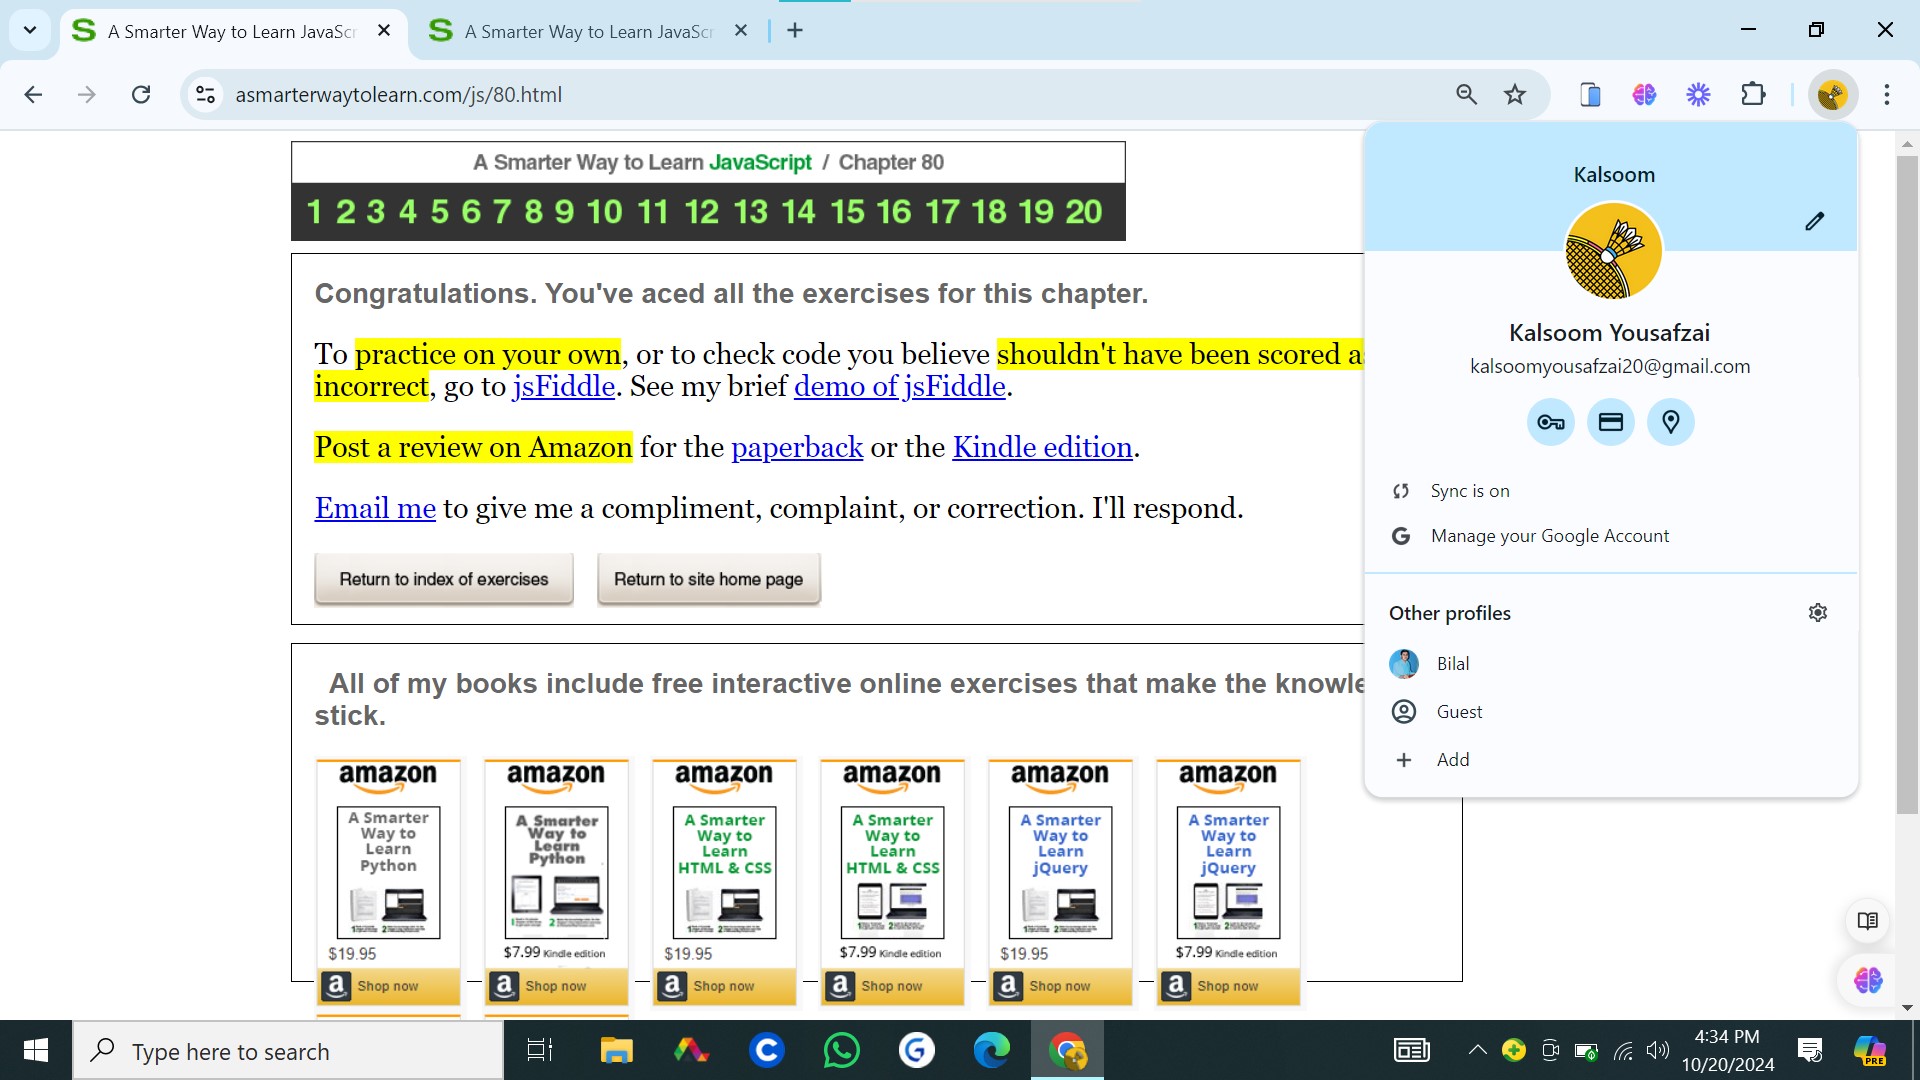 A Smarter Way to Learn JavaScr
A Smarter Way to Learn JavaScr
asmarterwaytolearn.com/js/80.html
A Smarter Way to Learn JavaScript / Chapter 80
1 2 3 4 5 6 7 8 9 10 11 12 13 14 15 16 17 18 19 20
Congratulations. You've aced all the exercises for this chapter.
To practice on your own, or to check code you believe shouldn't have been scored as
incorrect, go to jsFiddle. See my brief demo of jsFiddle.
Post a review on Amazon for the paperback or the Kindle edition.
Email me to give me a compliment, complaint, or correction. I'll respond.
Return to index of exercises
Return to site home page
All of my books include free interactive online exercises that make the knowle
stick.
amazon
A Smarter
Way to
Learn
Python
$19.95
Shop now
amazon
A Smarter
Way to
Learn
Python
$7.99 Kindle edition
Shop now
amazon
A Smarter
Way to
Learn
HTML & CSS
$19.95
Shop now
amazon
A Smarter
Way to
Learn
HTML & CSS
$7.99 Kindle edition
Shop now
amazon
A Smarter
Way to
Learn
jQuery
$19.95
Shop now
amazon
A Smarter
Way to
Learn
jQuery
$7.99 Kindle edition
Shop now
Kalsoom
Kalsoom Yousafzai
kalsoomyousafzai20@gmail.com
Sync is on
Manage your Google Account
Other profiles
Bilal
Guest
Add
Type here to search
4:34 PM
10/20/2024
PRE